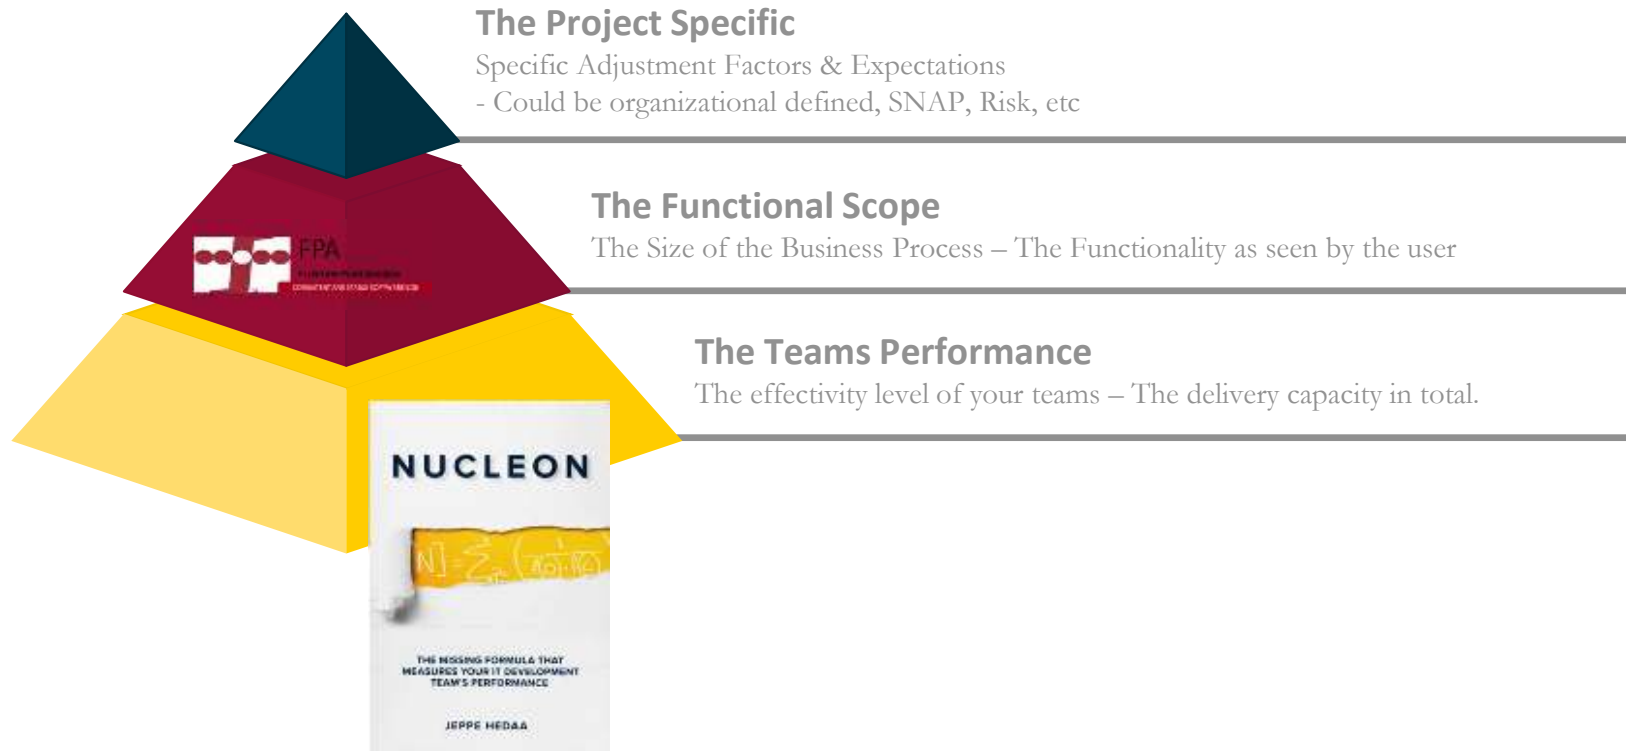 The Project Specific
Specific Adjustment Factors & Expectations
- Could be organizational defined, SNAP, Risk, etc
The Functional Scope
The Size of the Business Process – The Functionality as seen by the user
FPA
The Teams Performance
The effectivity level of your teams – The delivery capacity in total.
NUCLEON
THE MISSING FORMULA THAT
MEASURES YOUR IT DEVELOPMENT
TEAM'S PERFORMANCE
JEPPE HEDAA